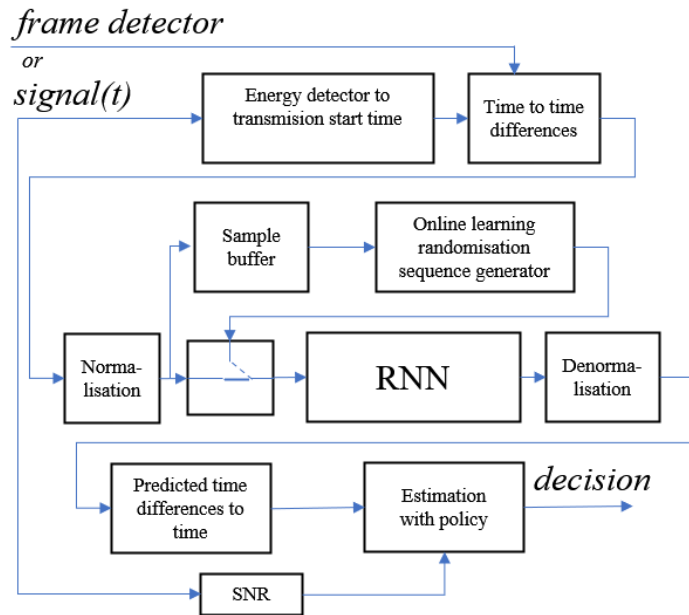 frame detector
or
signal(t)
Energy detector to
transmision start time
Time to time
differences
Sample
buffer
Online learning
randomisation
sequence generator
Norma-
lisation
RNN
Denorma-
lisation
Predicted time
differences to
time
Estimation
with policy
decision
SNR